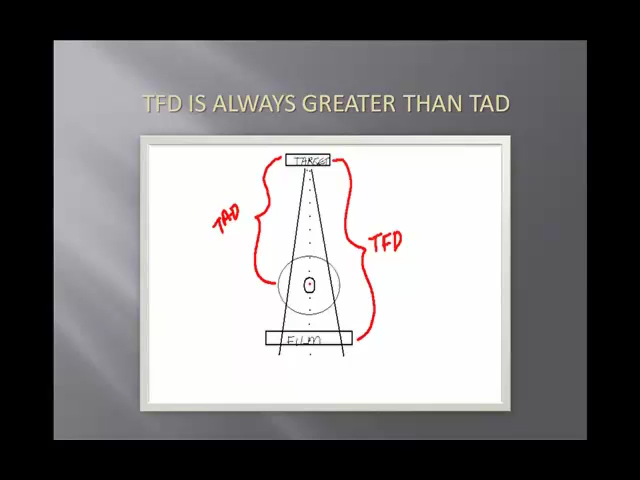 TFD IS ALWAYS GREATER THAN TAD
TARGET
TAD
TFD
FILM